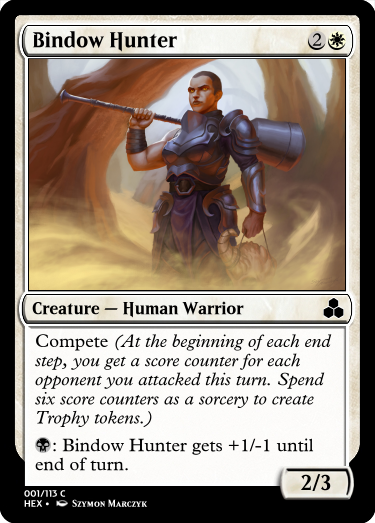 Bindow Hunter 2
Creature — Human Warrior
Compete (At the beginning of each end
step, you get a score counter for each
opponent you attacked this turn. Spend
six score counters as a sorcery to create
Trophy tokens.)
: Bindow Hunter gets +1/-1 until
end of turn.
2/3
001/113 C
HEX • Szymon Marczyk